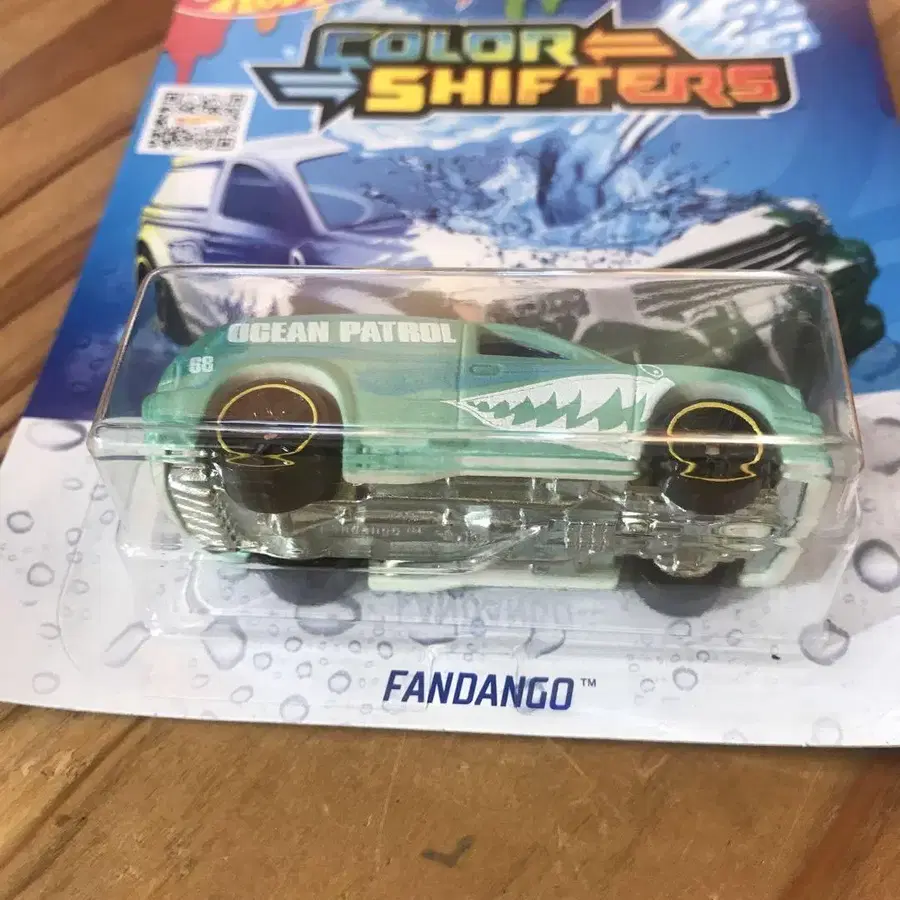 COLOR
SHIFTERS
OCEAN PATROL
68
FANDANGO™